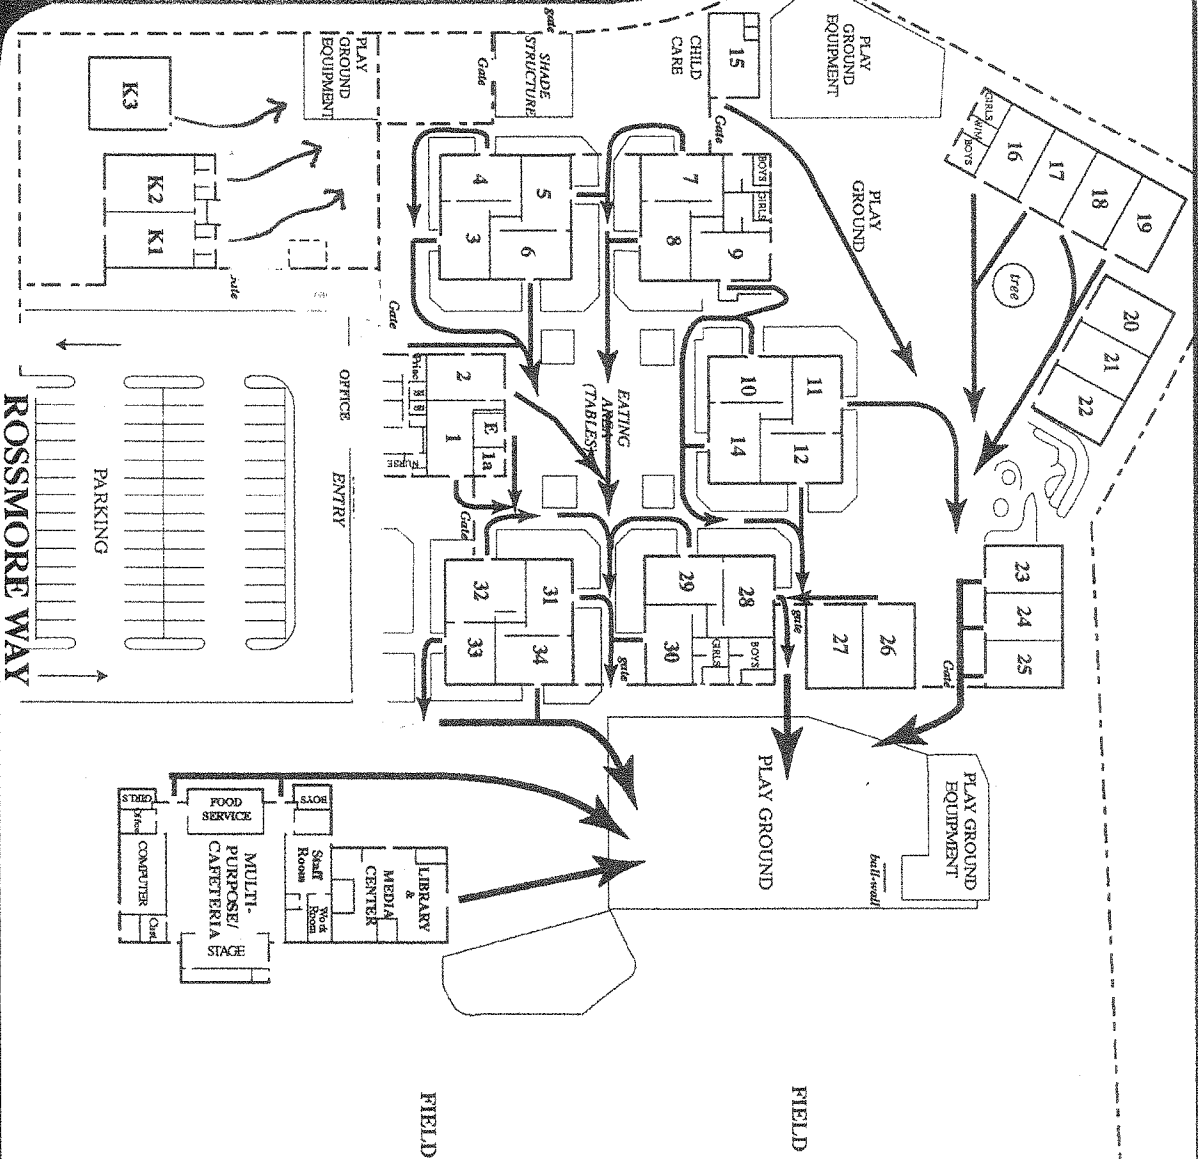 gate
SHADE
STRUCTURE
Gate
PLAY
GROUND
EQUIPMENT
K3
K2
K1
15
CHILD
CARE
Gate
PLAY
GROUND
EQUIPMENT
PLAY
GROUND
GIRLS
BOYS
16
17
18
19
20
21
22
tree
4
5
3
6
7
8
9
BOYS
GIRLS
Gate
10
11
14
12
EATING
AREA
(TABLES)
2
1
E
1a
NURSE
OFFICE
ENTRY
PARKING
ROSSMORE WAY
Gate
32
31
33
34
29
28
30
GIRLS
BOYS
gate
gate
27
26
23
24
25
Gate
PLAY GROUND
PLAY GROUND
EQUIPMENT
ball-wall
GIRLS
Office
FOOD
SERVICE
BOYS
COMPUTER
Cust.
MULTI-
PURPOSE/
CAFETERIA
STAGE
Staff
Room
Work
Room
LIBRARY
&
MEDIA
CENTER
FIELD
FIELD